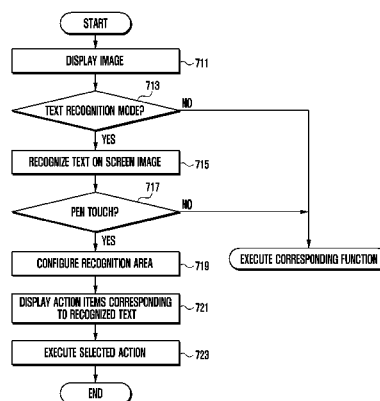 START
DISPLAY IMAGE
711
713
TEXT RECOGNITION MODE?
NO
YES
RECOGNIZE TEXT ON SCREEN IMAGE
715
717
PEN TOUCH?
NO
YES
CONFIGURE RECOGNITION AREA
719
EXECUTE CORRESPONDING FUNCTION
DISPLAY ACTION ITEMS CORRESPONDING
TO RECOGNIZED TEXT
721
EXECUTE SELECTED ACTION
723
END